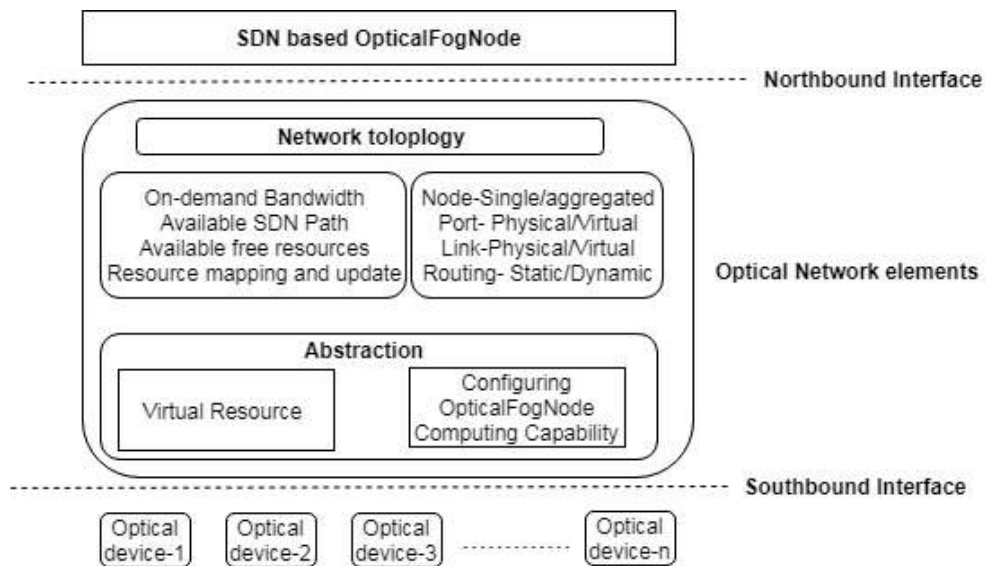 SDN based OpticalFogNode
Northbound Interface
Network toloplogy
On-demand Bandwidth
Available SDN Path
Available free resources
Resource mapping and update
Node-Single/aggregated
Port- Physical/Virtual
Link-Physical/Virtual
Routing- Static/Dynamic
Optical Network elements
Abstraction
Virtual Resource
Configuring
OpticalFogNode
Computing Capability
Southbound Interface
Optical
device-1
Optical
device-2
Optical
device-3
Optical
device-n